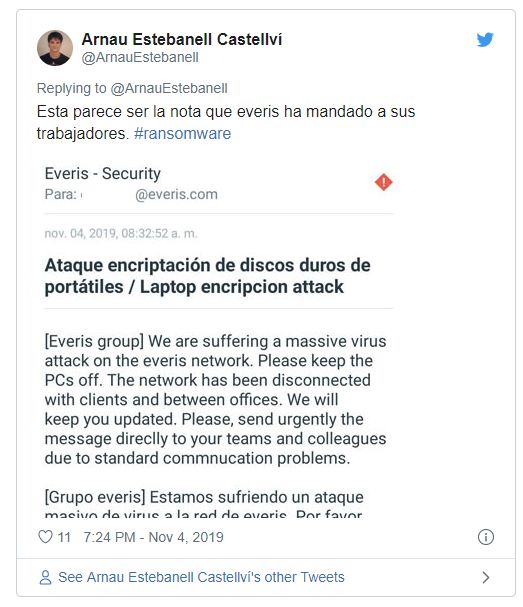 Arnau Estebanell Castellví
@ArnauEstebanell
Replying to @ArnauEstebanell
Esta parece ser la nota que everis ha mandado a sus
trabajadores. #ransomware
Everis - Security
Para: @everis.com
nov. 04, 2019, 08:32:52 a. m.
Ataque encriptación de discos duros de
portátiles / Laptop encripcion attack
[Everis group] We are suffering a massive virus
attack on the everis network. Please keep the
PCs off. The network has been disconnected
with clients and between offices. We will
keep you updated. Please, send urgently the
message direclly to your teams and colleagues
due to standard commnucation problems.
[Grupo everis] Estamos sufriendo un ataque
masivo de virus a la red de everis. Por favor
11 7:24 PM - Nov 4, 2019
See Arnau Estebanell Castellví's other Tweets